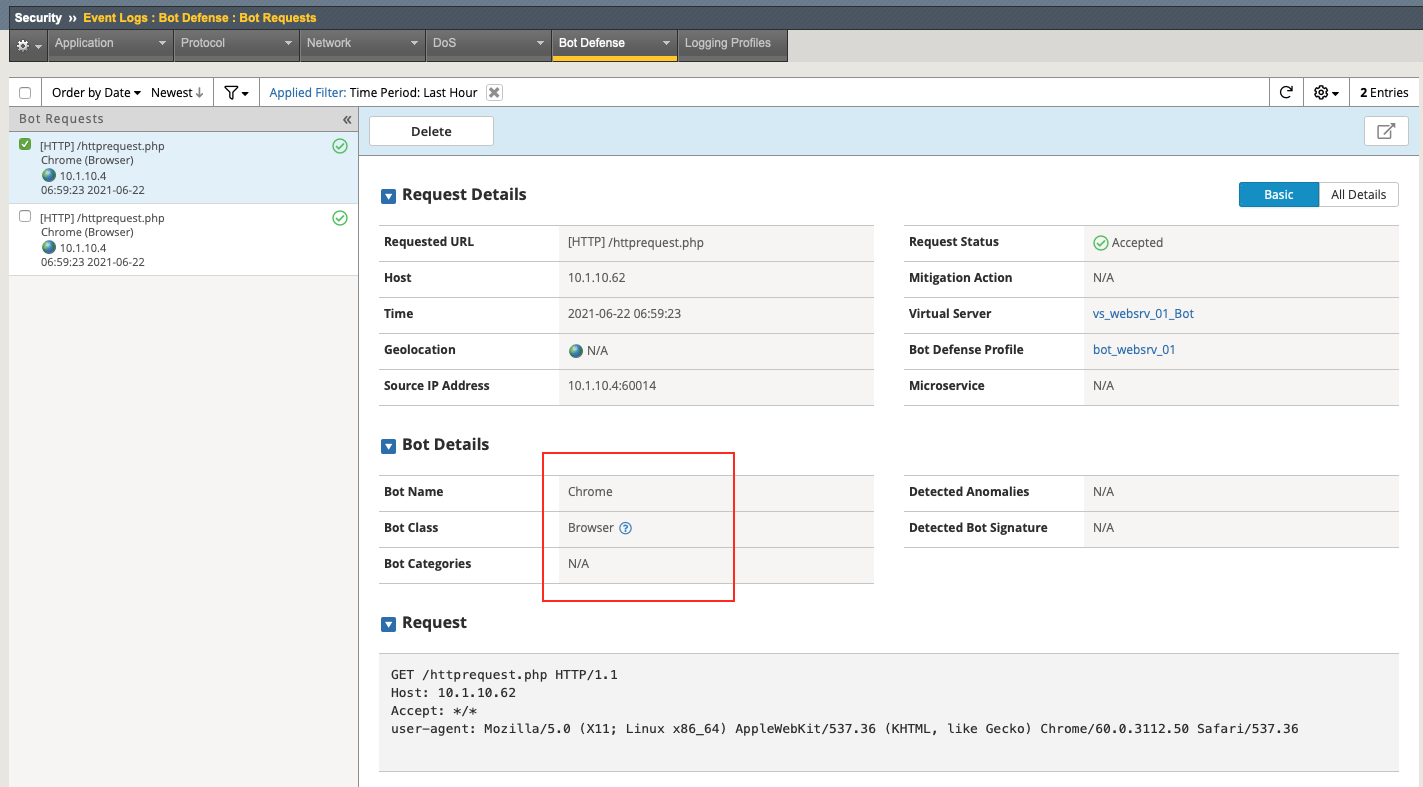 Security ›› Event Logs : Bot Defense : Bot Requests
Application Protocol Network DoS Bot Defense Logging Profiles
Order by Date Newest Applied Filter: Time Period: Last Hour 2 Entries
Bot Requests «
[HTTP] /httprequest.php
Chrome (Browser)
10.1.10.4
06:59:23 2021-06-22
[HTTP] /httprequest.php
Chrome (Browser)
10.1.10.4
06:59:23 2021-06-22
Delete
Request Details Basic All Details
Requested URL [HTTP] /httprequest.php Request Status Accepted
Host 10.1.10.62 Mitigation Action N/A
Time 2021-06-22 06:59:23 Virtual Server vs_websrv_01_Bot
Geolocation N/A Bot Defense Profile bot_websrv_01
Source IP Address 10.1.10.4:60014 Microservice N/A
Bot Details
Bot Name Chrome Detected Anomalies N/A
Bot Class Browser ? Detected Bot Signature N/A
Bot Categories N/A
Request
GET /httprequest.php HTTP/1.1
Host: 10.1.10.62
Accept: */*
user-agent: Mozilla/5.0 (X11; Linux x86_64) AppleWebKit/537.36 (KHTML, like Gecko) Chrome/60.0.3112.50 Safari/537.36